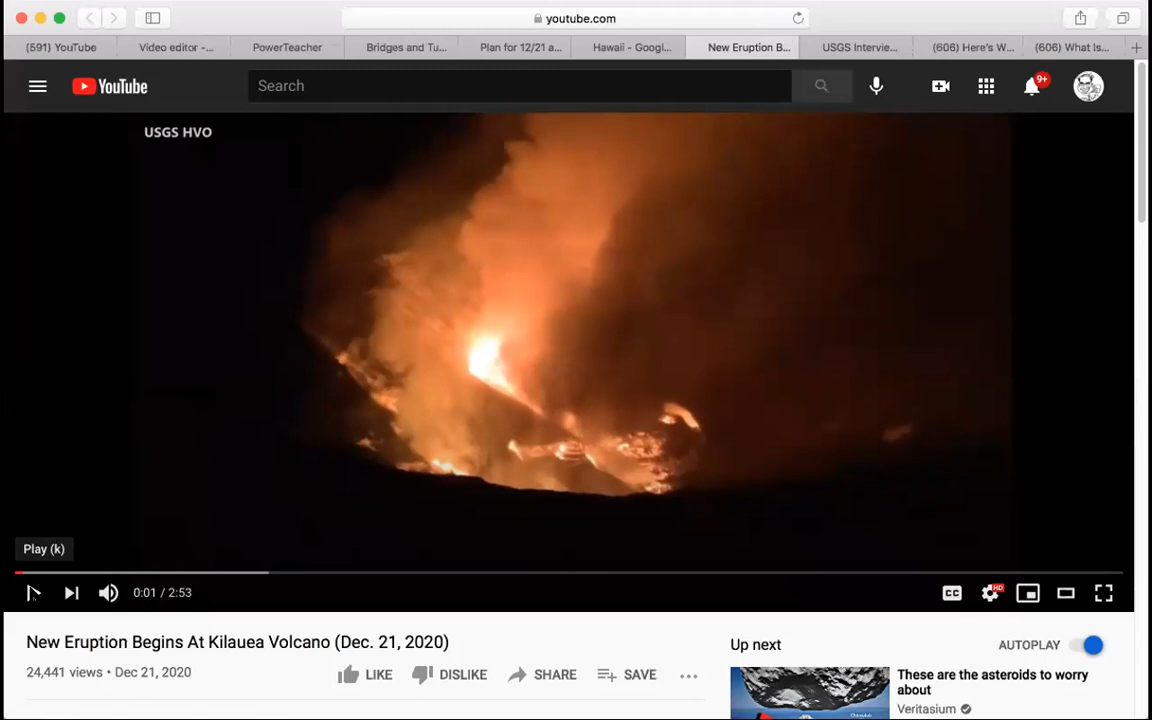 youtube.com
(591) YouTube
Video editor -...
PowerTeacher
Bridges and Tu...
Plan for 12/21 a...
Hawaii - Googl...
New Eruption B...
USGS Intervie...
(606) Here's W...
(606) What Is...
YouTube
Search
9+
USGS HVO
Play (k)
0:01 / 2:53
CC
HD
New Eruption Begins At Kilauea Volcano (Dec. 21, 2020)
24,441 views • Dec 21, 2020
LIKE
DISLIKE
SHARE
SAVE
Up next
AUTOPLAY
These are the asteroids to worry
about
Veritasium